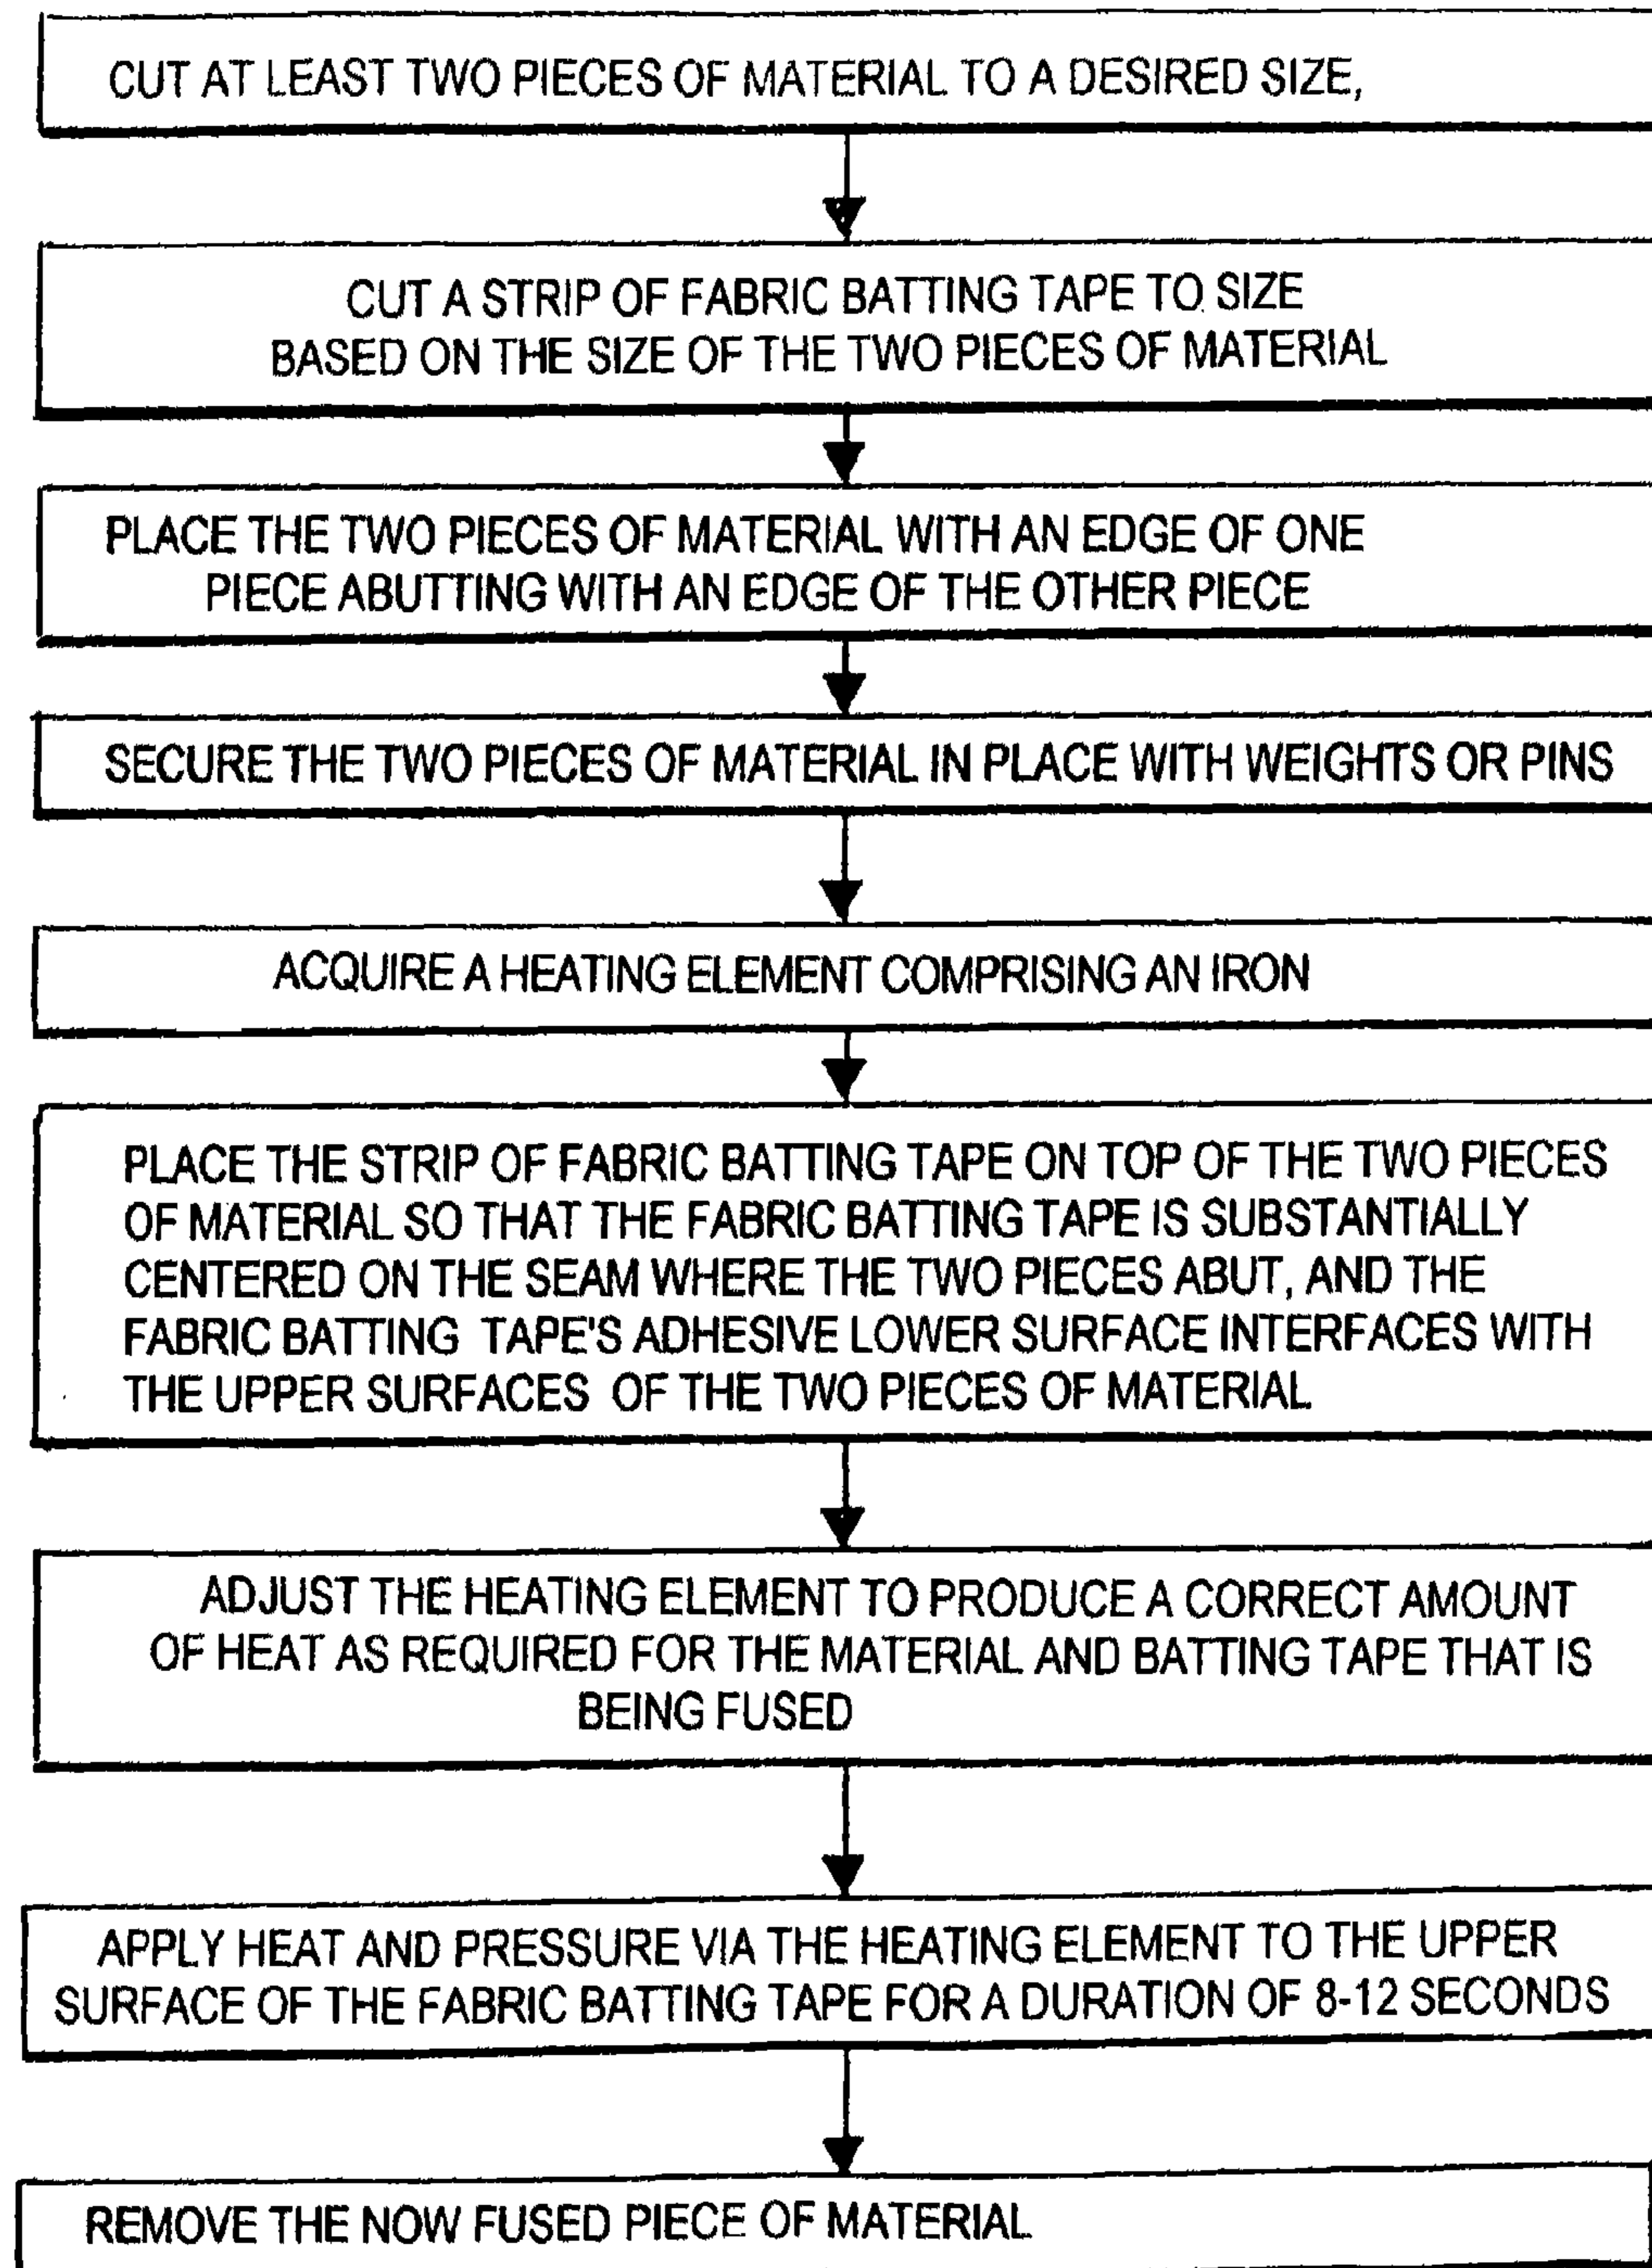 CUT AT LEAST TWO PIECES OF MATERIAL TO A DESIRED SIZE,
CUT A STRIP OF FABRIC BATTING TAPE TO SIZE
BASED ON THE SIZE OF THE TWO PIECES OF MATERIAL
PLACE THE TWO PIECES OF MATERIAL WITH AN EDGE OF ONE
PIECE ABUTTING WITH AN EDGE OF THE OTHER PIECE
SECURE THE TWO PIECES OF MATERIAL IN PLACE WITH WEIGHTS OR PINS
ACQUIRE A HEATING ELEMENT COMPRISING AN IRON
PLACE THE STRIP OF FABRIC BATTING TAPE ON TOP OF THE TWO PIECES
OF MATERIAL SO THAT THE FABRIC BATTING TAPE IS SUBSTANTIALLY
CENTERED ON THE SEAM WHERE THE TWO PIECES ABUT, AND THE
FABRIC BATTING TAPE'S ADHESIVE LOWER SURFACE INTERFACES WITH
THE UPPER SURFACES OF THE TWO PIECES OF MATERIAL
ADJUST THE HEATING ELEMENT TO PRODUCE A CORRECT AMOUNT
OF HEAT AS REQUIRED FOR THE MATERIAL AND BATTING TAPE THAT IS
BEING FUSED
APPLY HEAT AND PRESSURE VIA THE HEATING ELEMENT TO THE UPPER
SURFACE OF THE FABRIC BATTING TAPE FOR A DURATION OF 8-12 SECONDS
REMOVE THE NOW FUSED PIECE OF MATERIAL